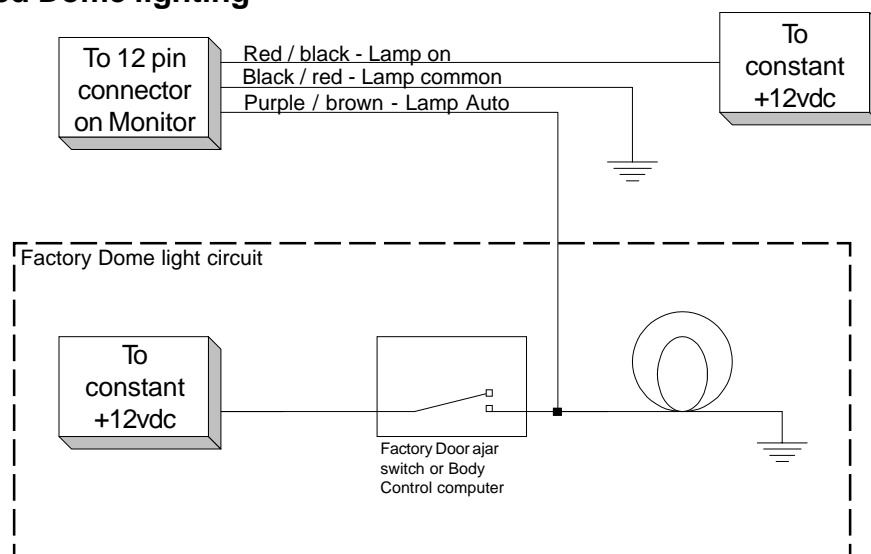 Dome lighting
To 12 pin
connector
on Monitor
Red / black - Lamp on
Black / red - Lamp common
Purple / brown - Lamp Auto
To
constant
+12vdc
Factory Dome light circuit
To
constant
+12vdc
Factory Door ajar
switch or Body
Control computer